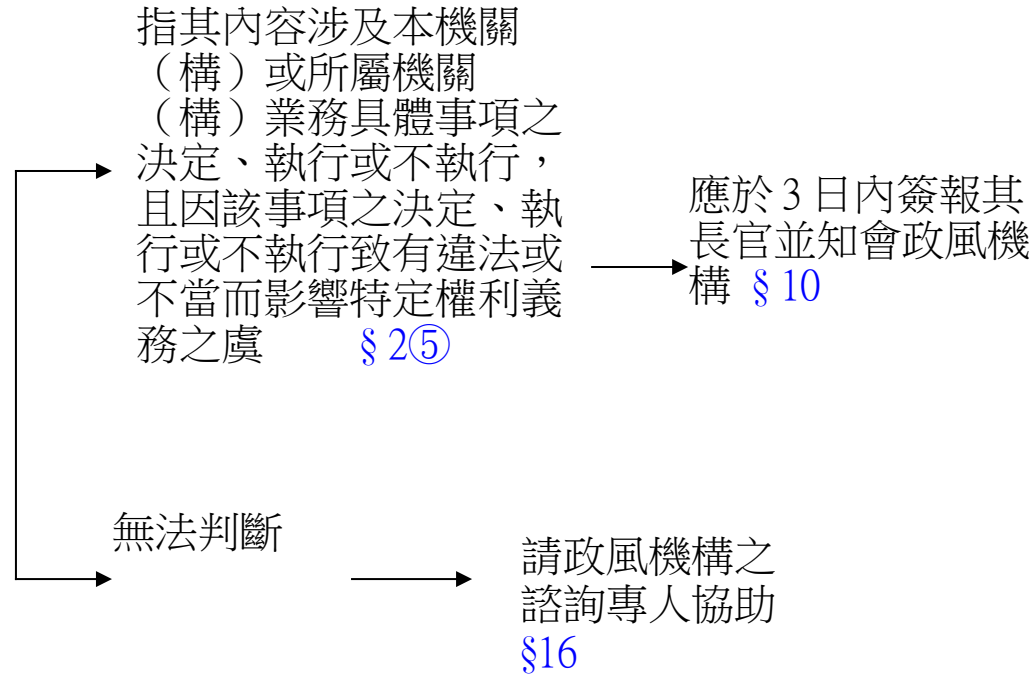 指其內容涉及本機關
（構）或所屬機關
（構）業務具體事項之
決定、執行或不執行，
且因該事項之決定、執
行或不執行致有違法或
不當而影響特定權利義
務之虞 §2⑤
應於3日內簽報其
長官並知會政風機
構 §10
無法判斷
請政風機構之
諮詢專人協助
§16